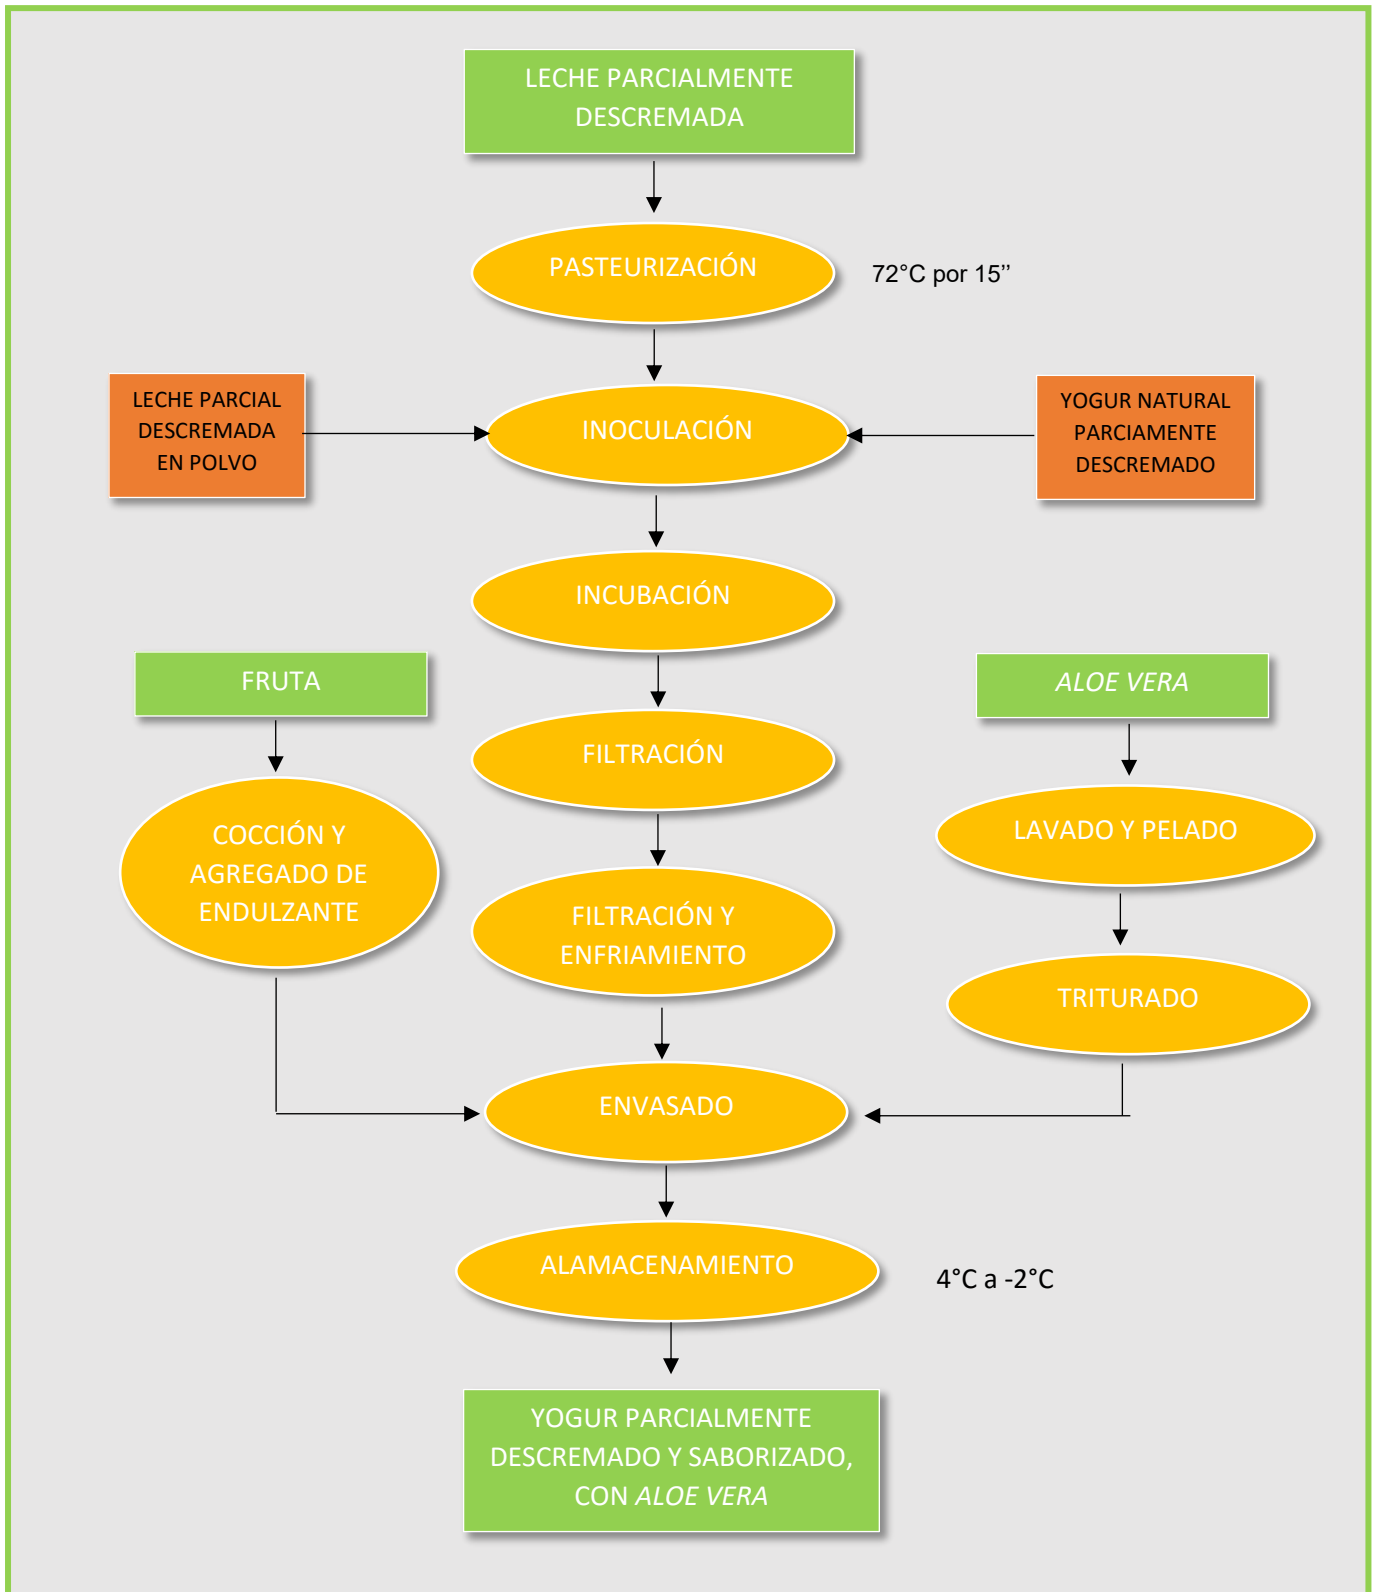 LECHE PARCIALMENTE
DESCREMADA
PASTEURIZACIÓN
72°C por 15’’
LECHE PARCIAL
DESCREMADA
EN POLVO
INOCULACIÓN
YOGUR NATURAL
PARCIAMENTE
DESCREMADO
INCUBACIÓN
FRUTA
ALOE VERA
FILTRACIÓN
COCCIÓN Y
AGREGADO DE
ENDULZANTE
LAVADO Y PELADO
FILTRACIÓN Y
ENFRIAMIENTO
TRITURADO
ENVASADO
ALAMACENAMIENTO
4°C a -2°C
YOGUR PARCIALMENTE
DESCREMADO Y SABORIZADO,
CON ALOE VERA